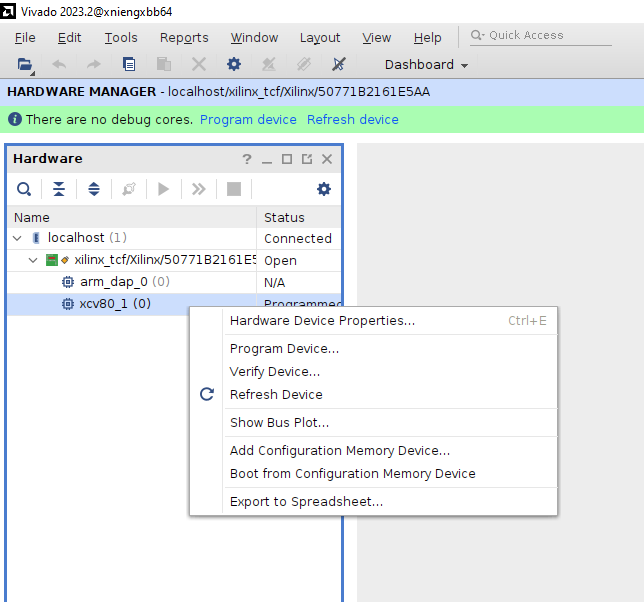 Vivado 2023.2@xniengxbb64
File Edit Tools Reports Window Layout View Help Quick Access
Dashboard
HARDWARE MANAGER - localhost/xilinx_tcf/Xilinx/50771B2161E5AA
There are no debug cores. Program device Refresh device
Hardware
Name Status
localhost (1) Connected
xilinx_tcf/Xilinx/50771B2161E5 Open
arm_dap_0 (0) N/A
xcv80_1 (0) Programmed
Hardware Device Properties... Ctrl+E
Program Device...
Verify Device...
Refresh Device
Show Bus Plot...
Add Configuration Memory Device...
Boot from Configuration Memory Device
Export to Spreadsheet...